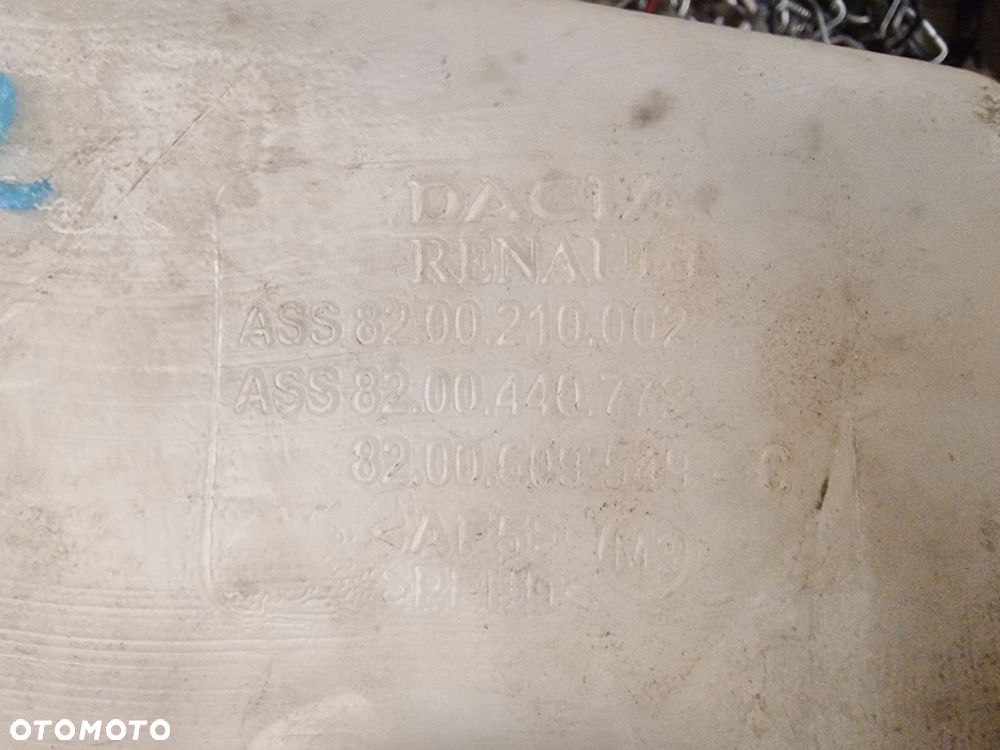 DACIA
RENAULT
ASS 82.00.210.002
ASS 82.00.440.772
82.00.609.549 - C
OTOMOTO